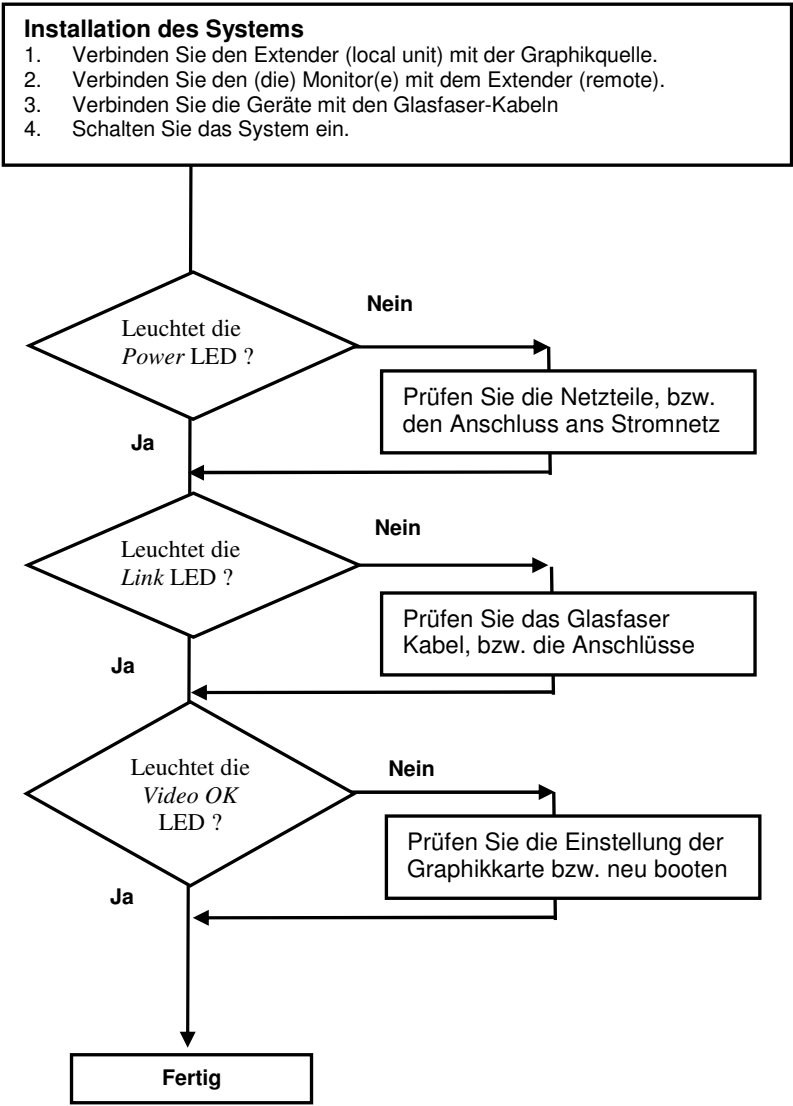 Installation des Systems
1. Verbinden Sie den Extender (local unit) mit der Graphikquelle.
2. Verbinden Sie den (die) Monitor(e) mit dem Extender (remote).
3. Verbinden Sie die Geräte mit den Glasfaser-Kabeln
4. Schalten Sie das System ein.
Nein
Leuchtet die
Power LED ?
Prüfen Sie die Netzteile, bzw.
den Anschluss ans Stromnetz
Ja
Nein
Leuchtet die
Link LED ?
Prüfen Sie das Glasfaser
Kabel, bzw. die Anschlüsse
Ja
Nein
Leuchtet die
Video OK
LED ?
Prüfen Sie die Einstellung der
Graphikkarte bzw. neu booten
Ja
Fertig